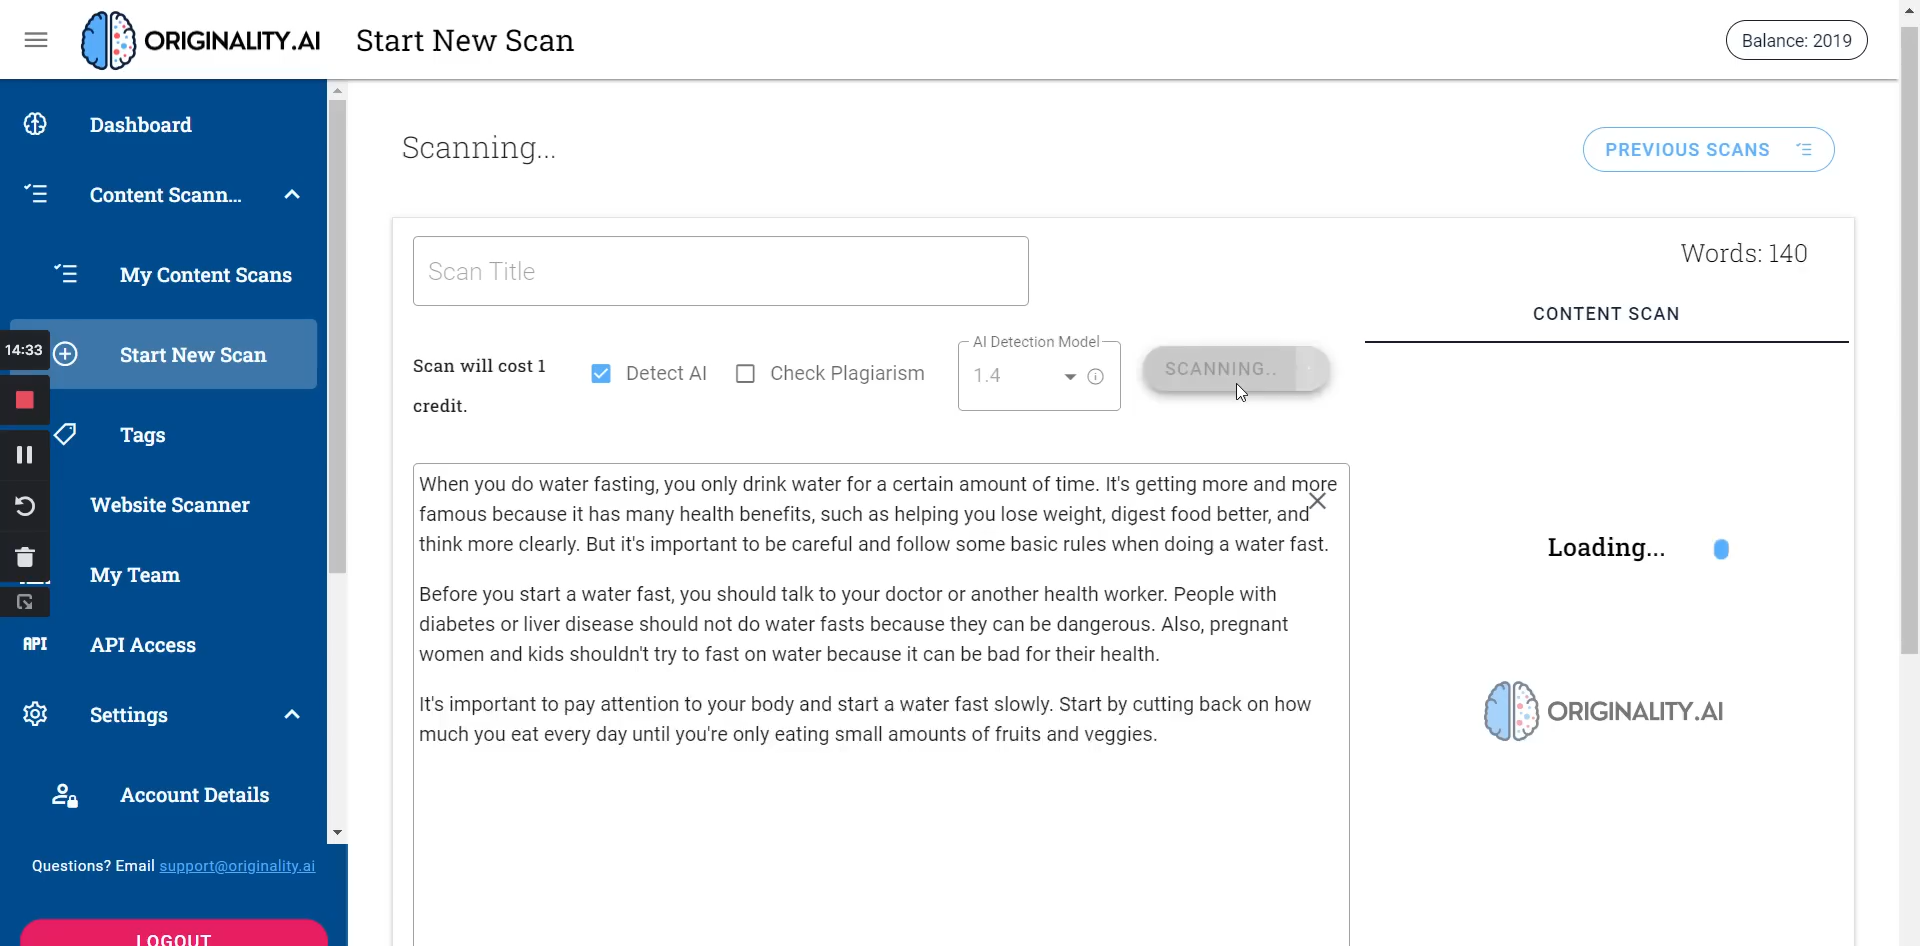 ORIGINALITY.AI
Start New Scan
Balance: 2019
Dashboard
Content Scann...
My Content Scans
Start New Scan
14:33
Tags
Website Scanner
My Team
API
API Access
Settings
Account Details
Questions? Email support@originality.ai
LOGOUT
Scanning...
PREVIOUS SCANS
Scan Title
Words: 140
CONTENT SCAN
Scan will cost 1
credit.
Detect AI
Check Plagiarism
AI Detection Model
1.4
SCANNING..
When you do water fasting, you only drink water for a certain amount of time. It's getting more and more
famous because it has many health benefits, such as helping you lose weight, digest food better, and
think more clearly. But it's important to be careful and follow some basic rules when doing a water fast.
Before you start a water fast, you should talk to your doctor or another health worker. People with
diabetes or liver disease should not do water fasts because they can be dangerous. Also, pregnant
women and kids shouldn't try to fast on water because it can be bad for their health.
It's important to pay attention to your body and start a water fast slowly. Start by cutting back on how
much you eat every day until you're only eating small amounts of fruits and veggies.
Loading...
ORIGINALITY.AI